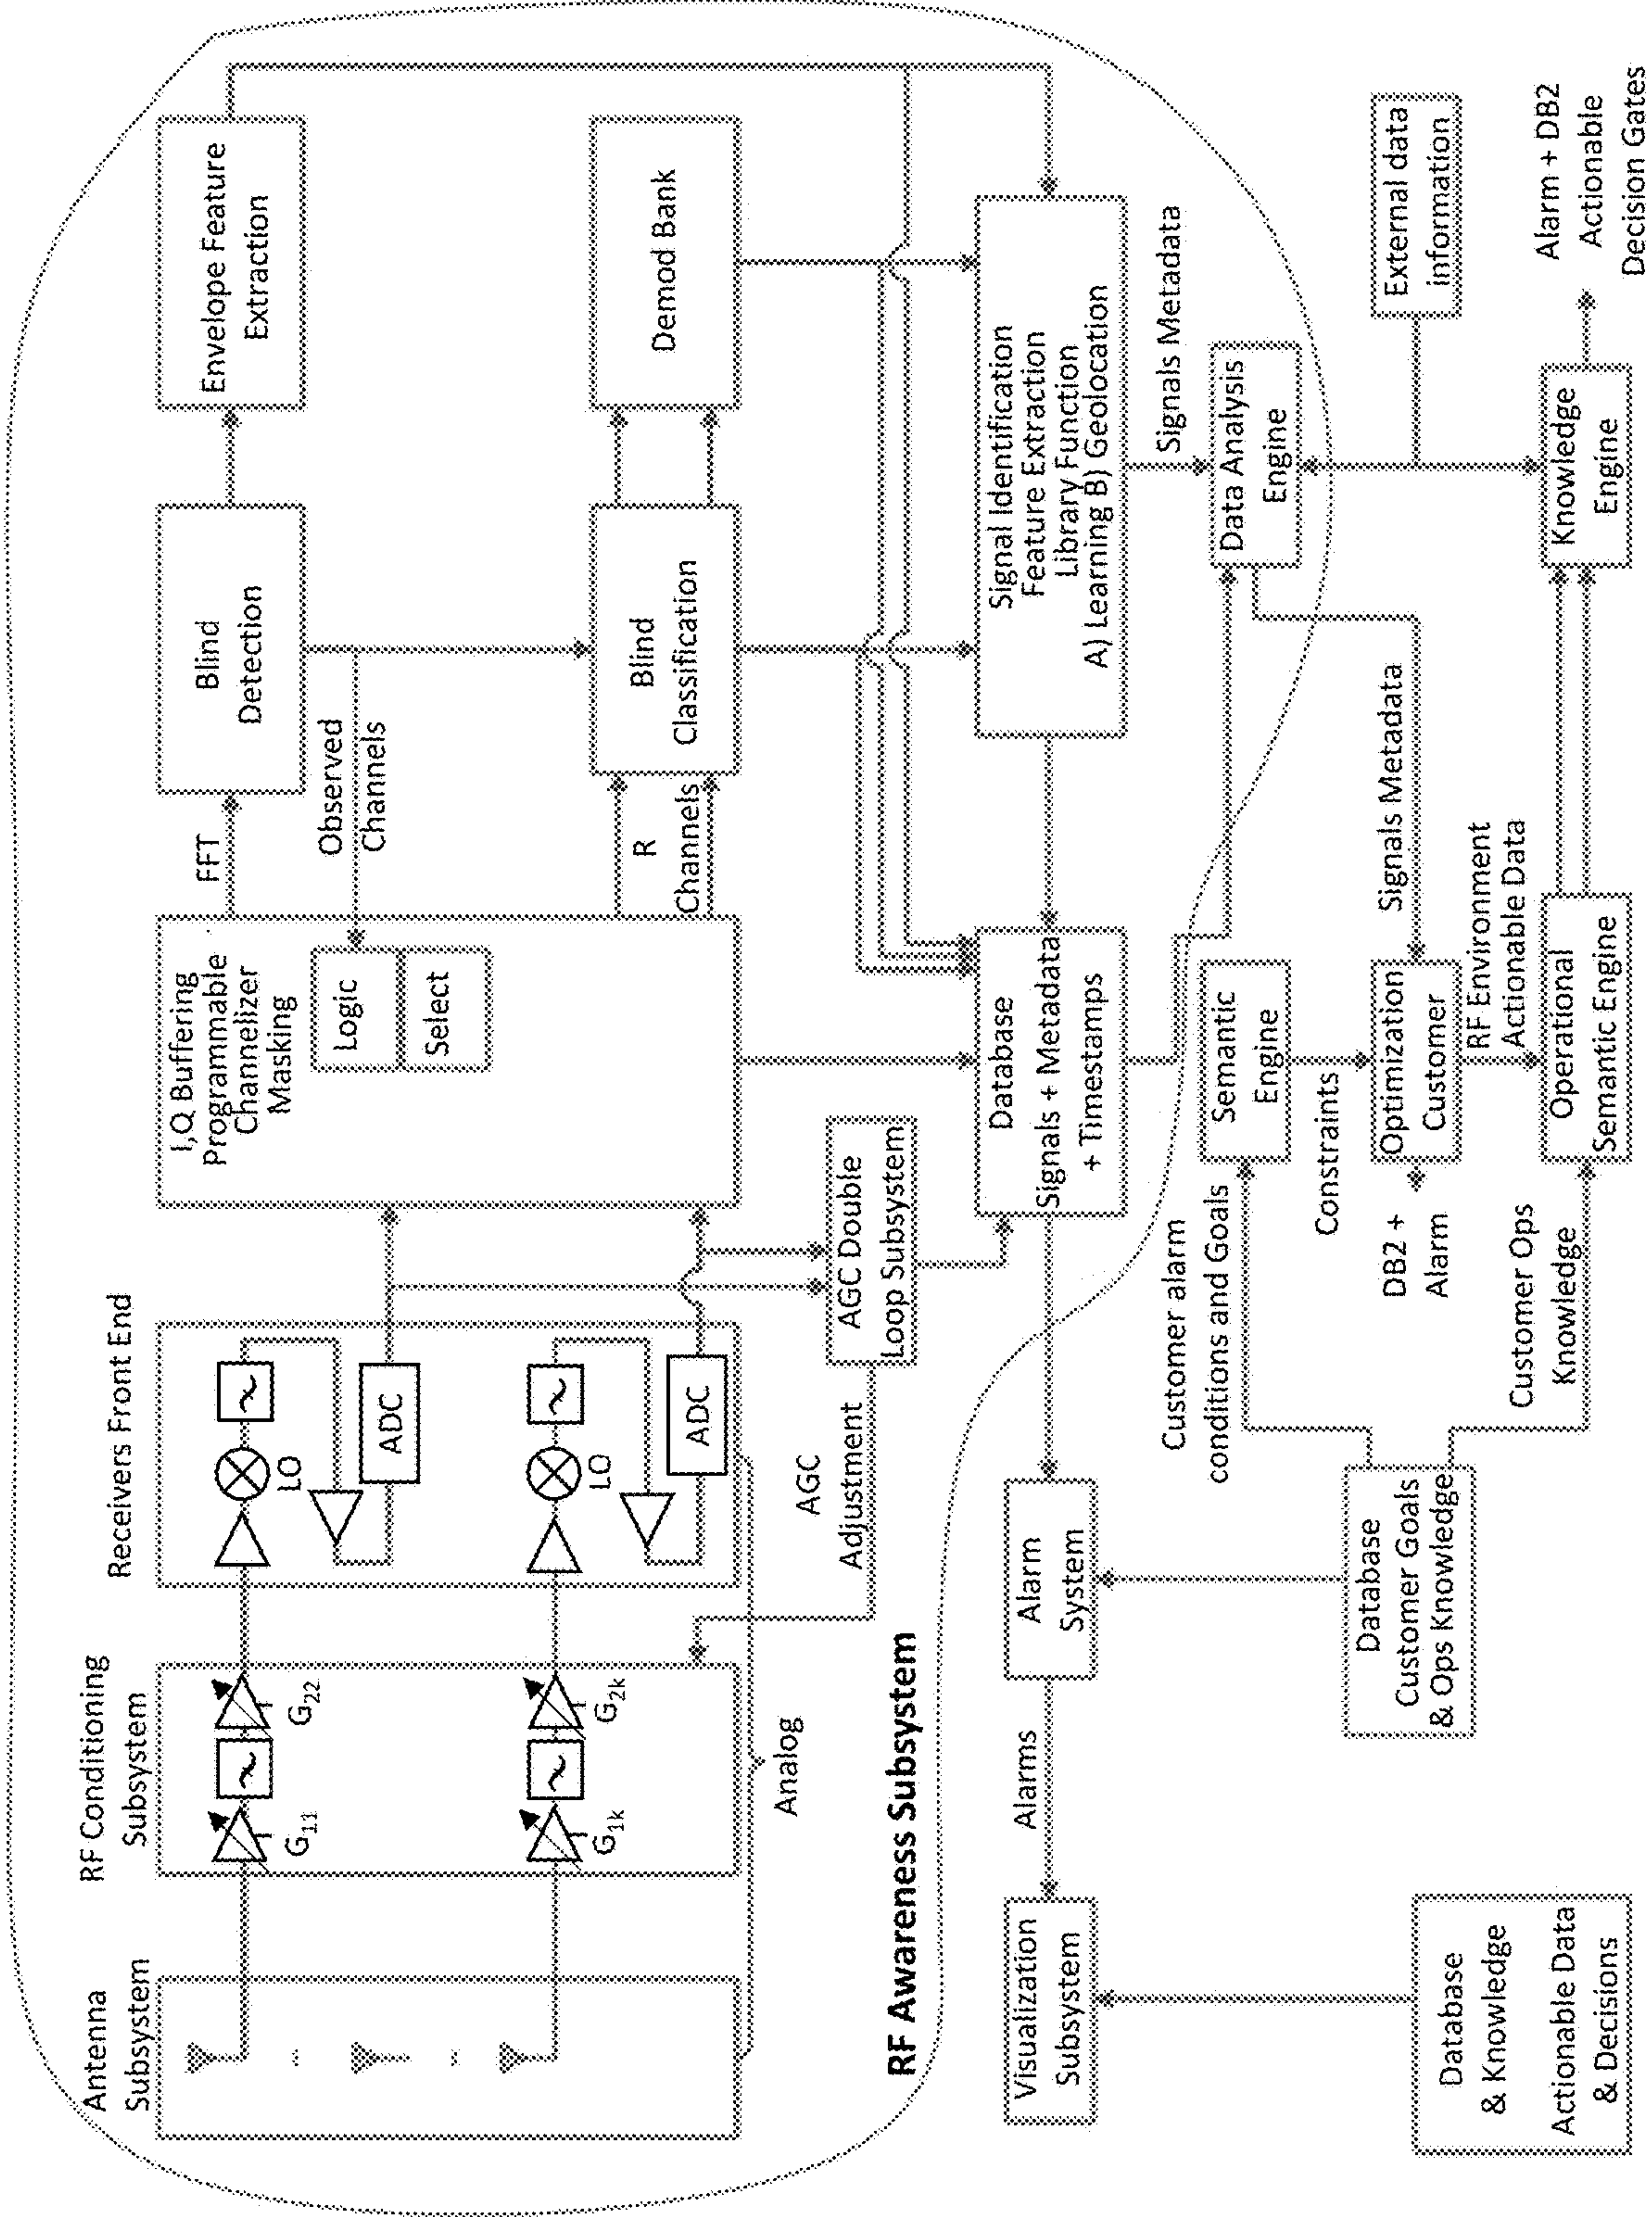 Antenna
Subsystem
RF Conditioning
Subsystem
G11
G22
G1k
G2k
Receivers Front End
LO
ADC
LO
ADC
Analog
AGC
Adjustment
AGC Double
Loop Subsystem
I,Q Buffering
Programmable
Channelizer
Masking
Logic
Select
FFT
Observed
Channels
R
Channels
Blind
Detection
Envelope Feature
Extraction
Blind
Classification
Demod Bank
RF Awareness Subsystem
Database
Signals + Metadata
+ Timestamps
Signal Identification
Feature Extraction
Library Function
A) Learning B) Geolocation
Signals Metadata
Visualization
Subsystem
Alarms
Alarm
System
Customer alarm
conditions and Goals
Semantic
Engine
Data Analysis
Engine
Constraints
Signals Metadata
External data
information
Database
Customer Goals
& Ops Knowledge
DB2 +
Alarm
Optimization
Customer
RF Environment
Actionable Data
Database
& Knowledge
Actionable Data
& Decisions
Customer Ops
Knowledge
Operational
Semantic Engine
Knowledge
Engine
Alarm + DB2
Actionable
Decision Gates